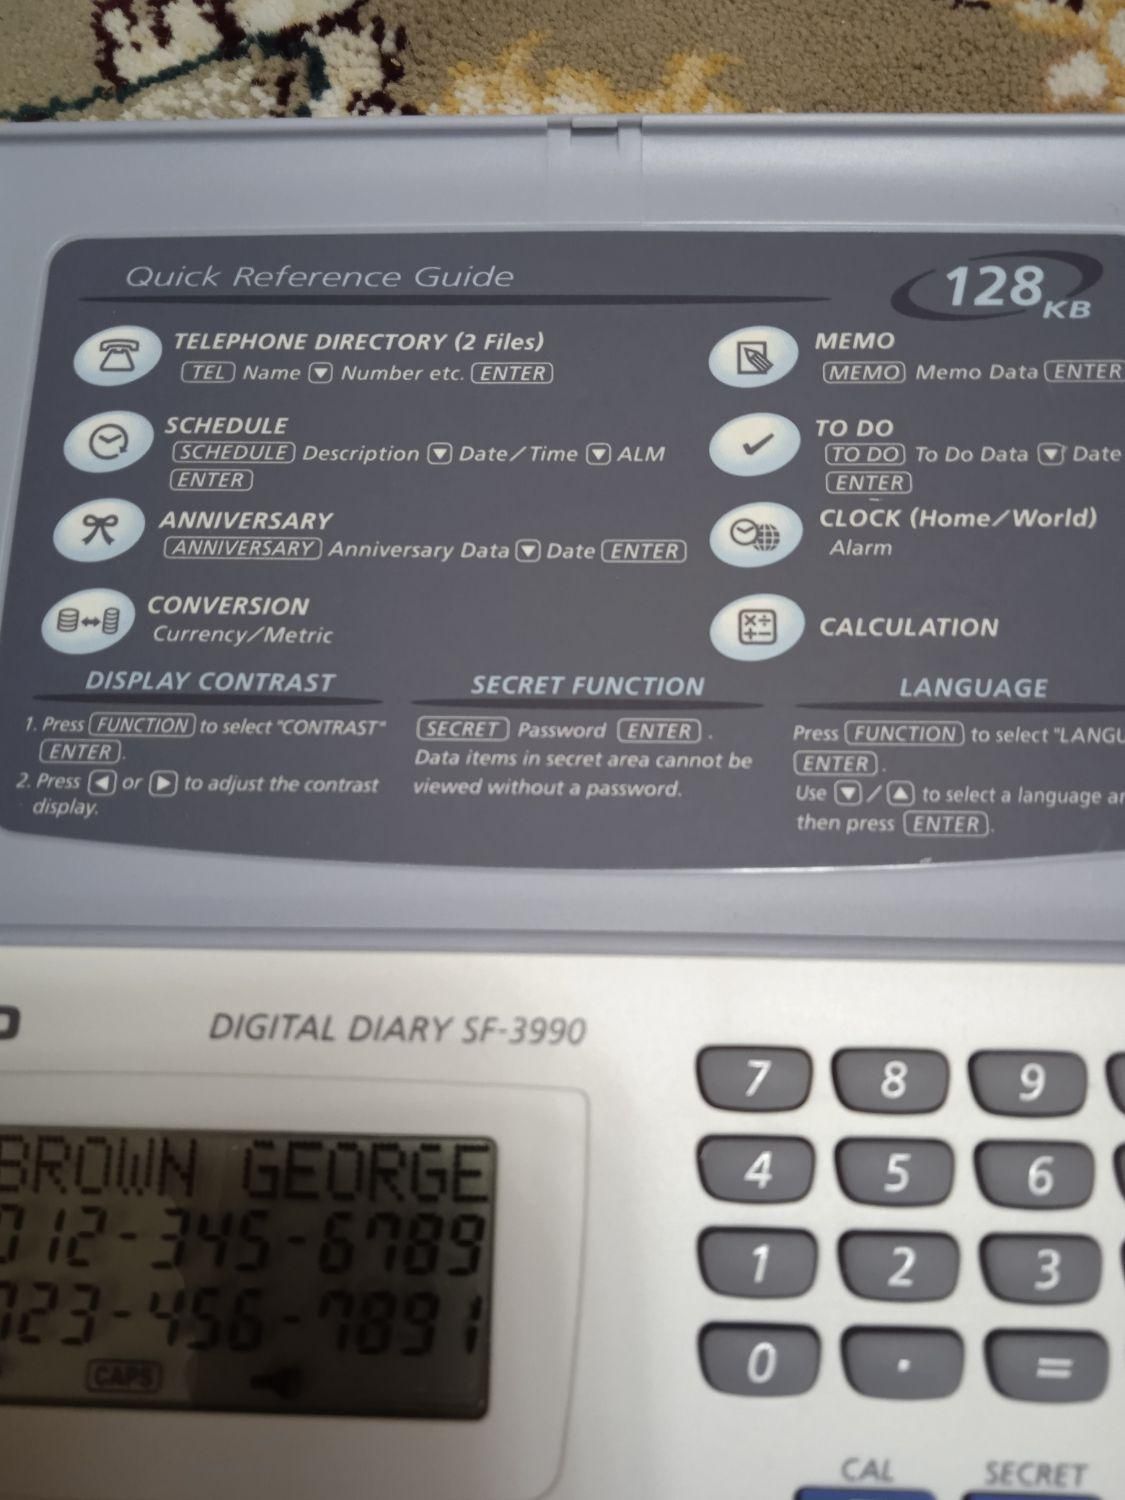 Quick Reference Guide
128KB
TELEPHONE DIRECTORY (2 Files)
TEL Name ▼ Number etc. ENTER
SCHEDULE
SCHEDULE Description ▼ Date/Time ▼ ALM
ENTER
ANNIVERSARY
ANNIVERSARY Anniversary Data ▼ Date ENTER
CONVERSION
Currency/Metric
MEMO
MEMO Memo Data ENTER
TO DO
TO DO To Do Data ▼ Date
ENTER
CLOCK (Home/World)
Alarm
CALCULATION
DISPLAY CONTRAST
1. Press FUNCTION to select "CONTRAST"
ENTER.
2. Press ◀ or ▶ to adjust the contrast
display.
SECRET FUNCTION
SECRET Password ENTER.
Data items in secret area cannot be
viewed without a password.
LANGUAGE
Press FUNCTION to select "LANGU
ENTER.
Use ▼/▲ to select a language
then press ENTER.
DIGITAL DIARY SF-3990
BROWN GEORGE
012-345-6789
023-456-7891
CAPS
7 8 9
4 5 6
1 2 3
0 . =
CAL SECRET